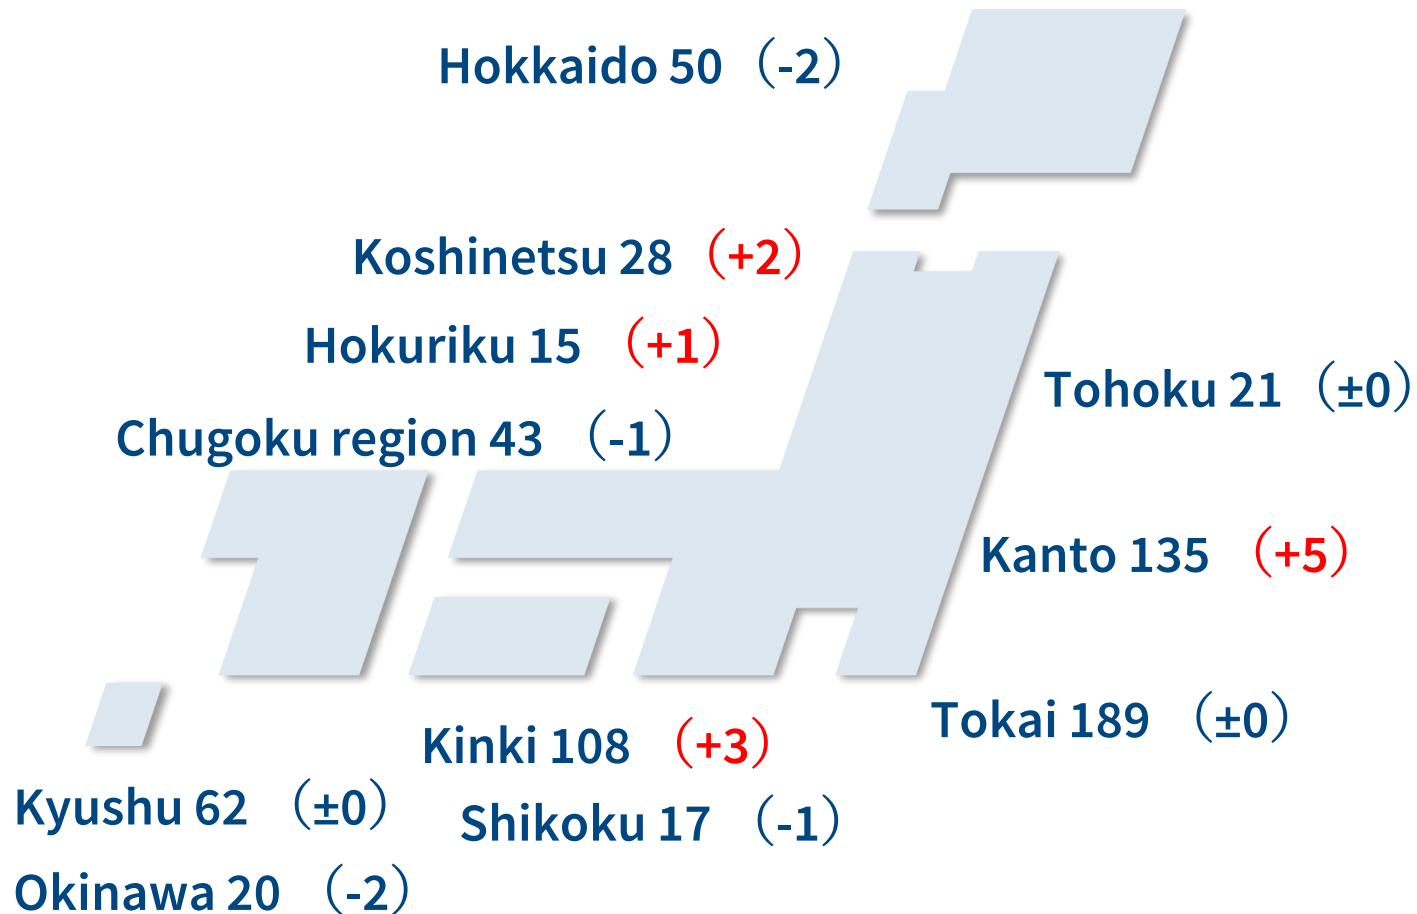 Hokkaido 50（-2）
Koshinetsu 28（+2）
Hokuriku 15（+1）
Tohoku 21（±0）
Chugoku region 43（-1）
Kanto 135（+5）
Tokai 189（±0）
Kinki 108（+3）
Kyushu 62（±0）
Shikoku 17（-1）
Okinawa 20（-2）